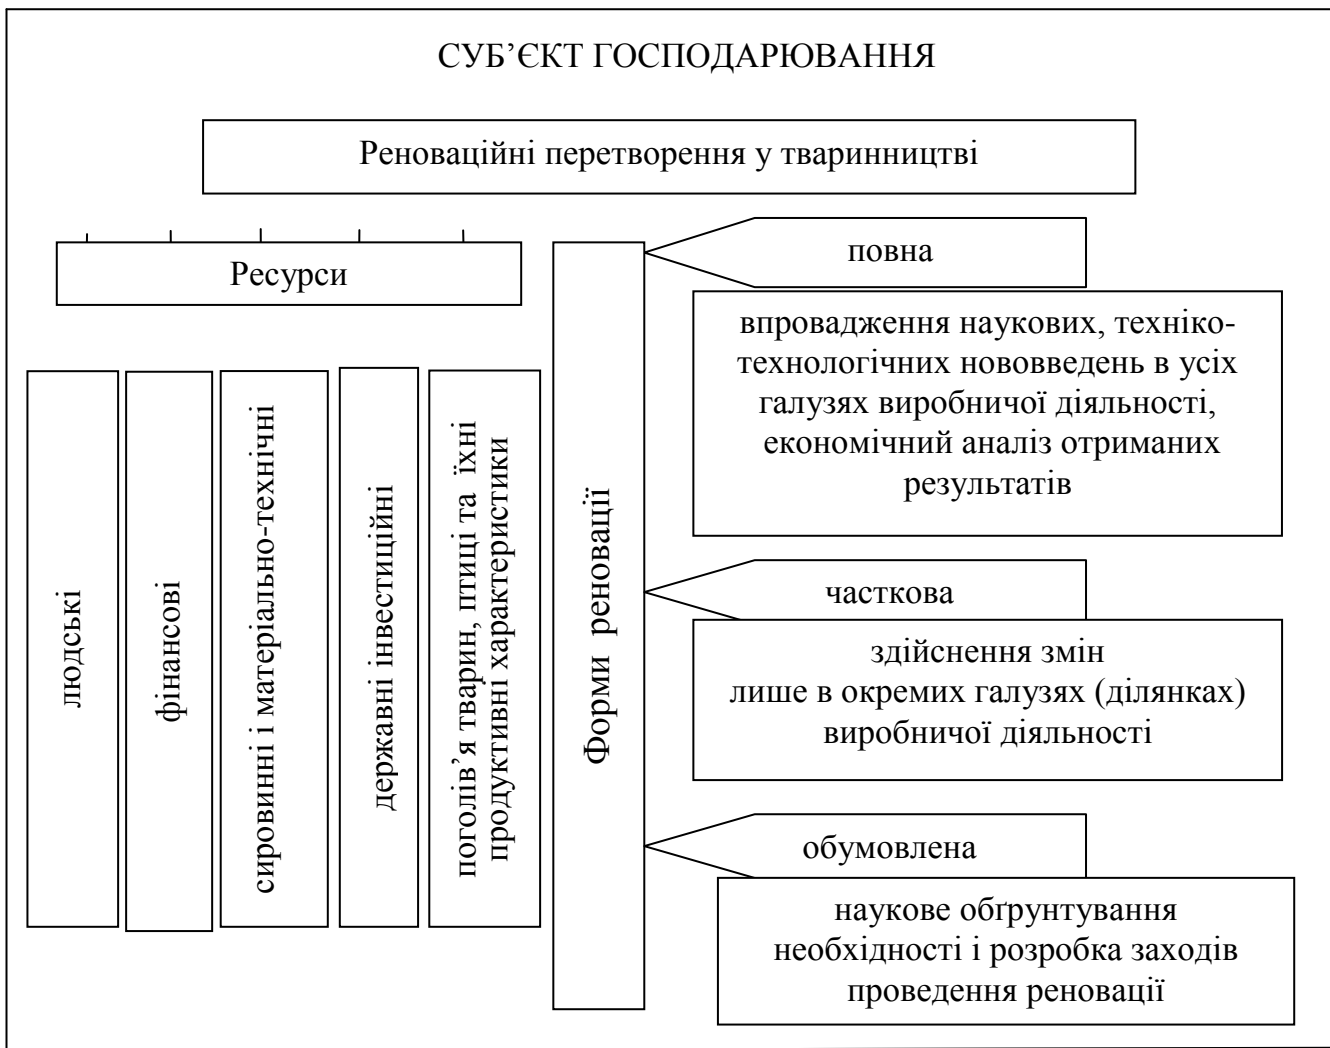 СУБ’ЄКТ ГОСПОДАРЮВАННЯ
Реноваційні перетворення у тваринництві
Ресурси
людські
фінансові
сировинні і матеріально-технічні
державні інвестиційні
поголів’я тварин, птиці та їхні
продуктивні характеристики
Форми реновації
повна
впровадження наукових, техніко-
технологічних нововведень в усіх
галузях виробничої діяльності,
економічний аналіз отриманих
результатів
часткова
здійснення змін
лише в окремих галузях (ділянках)
виробничої діяльності
обумовлена
наукове обґрунтування
необхідності і розробка заходів
проведення реновації